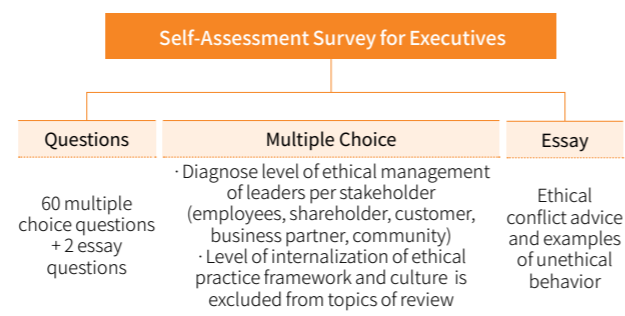 Self-Assessment Survey for Executives
Questions
60 multiple
choice questions
+ 2 essay
questions
Multiple Choice
· Diagnose level of ethical management
of leaders per stakeholder
(employees, shareholder, customer,
business partner, community)
· Level of internalization of ethical
practice framework and culture is
excluded from topics of review
Essay
Ethical
conflict advice
and examples
of unethical
behavior